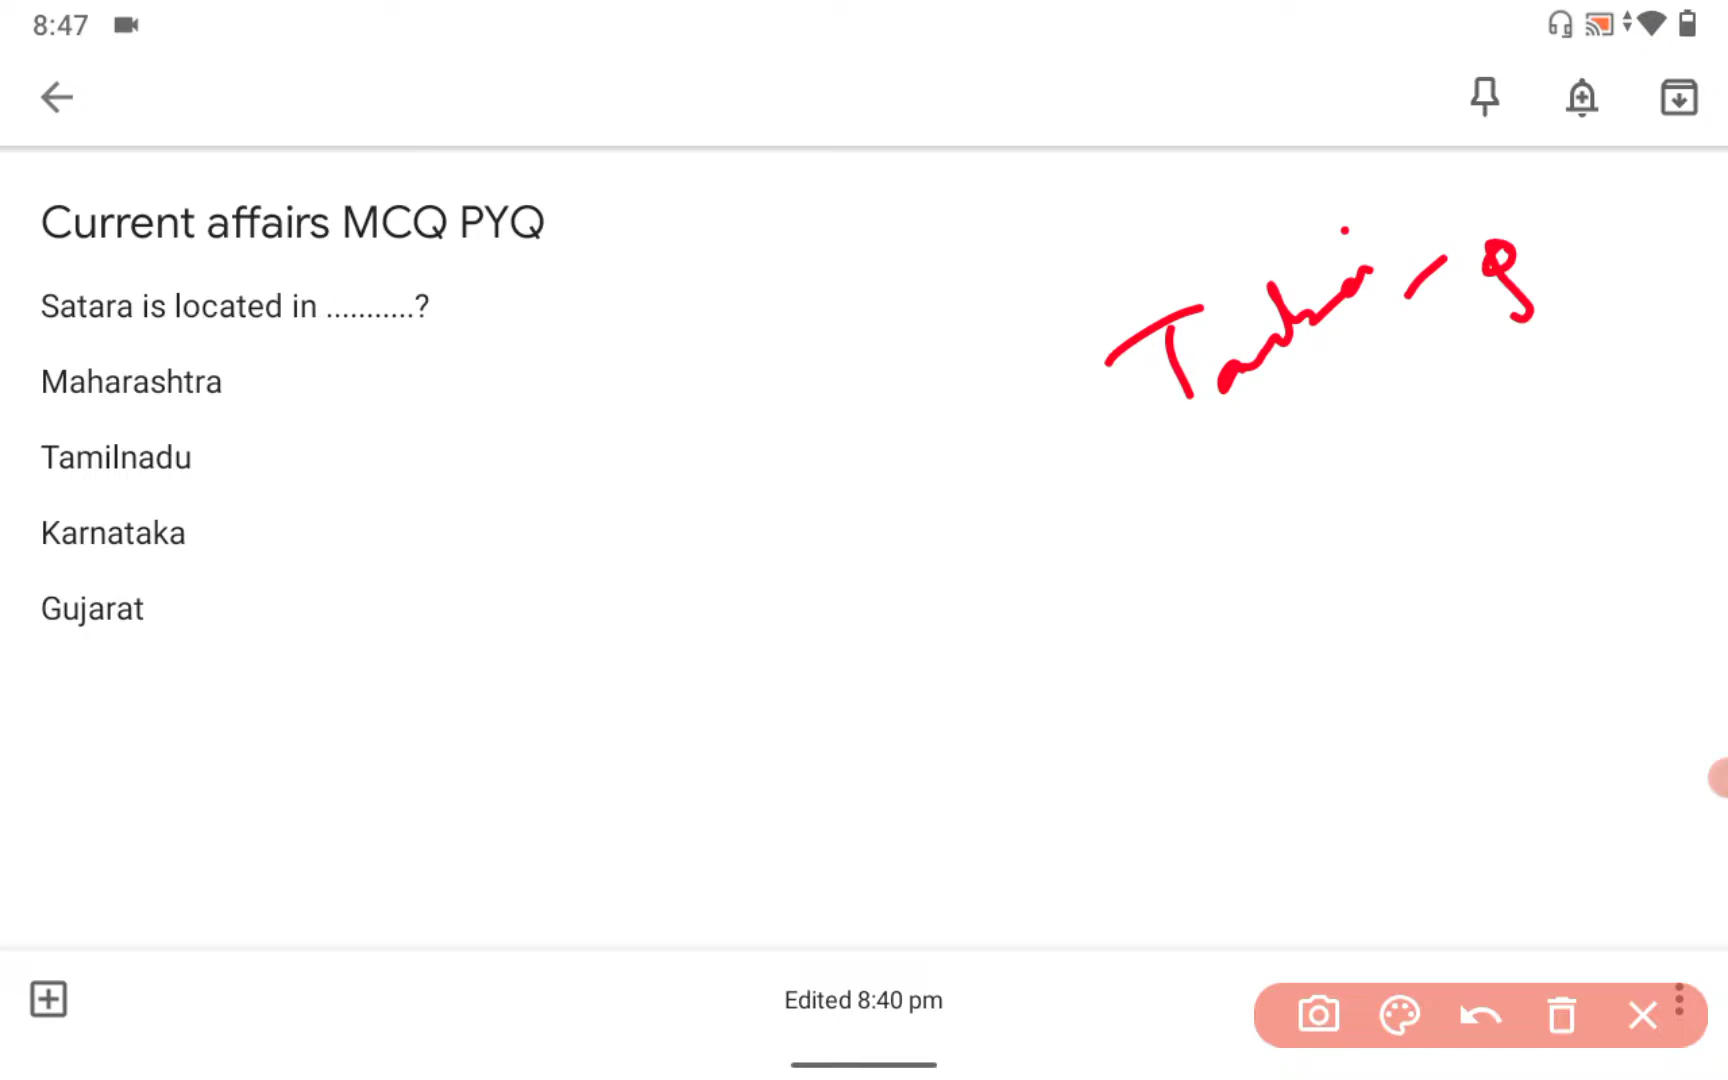 8:47
Current affairs MCQ PYQ
Satara is located in ...........?
Maharashtra
Tamilnadu
Karnataka
Gujarat
Edited 8:40 pm